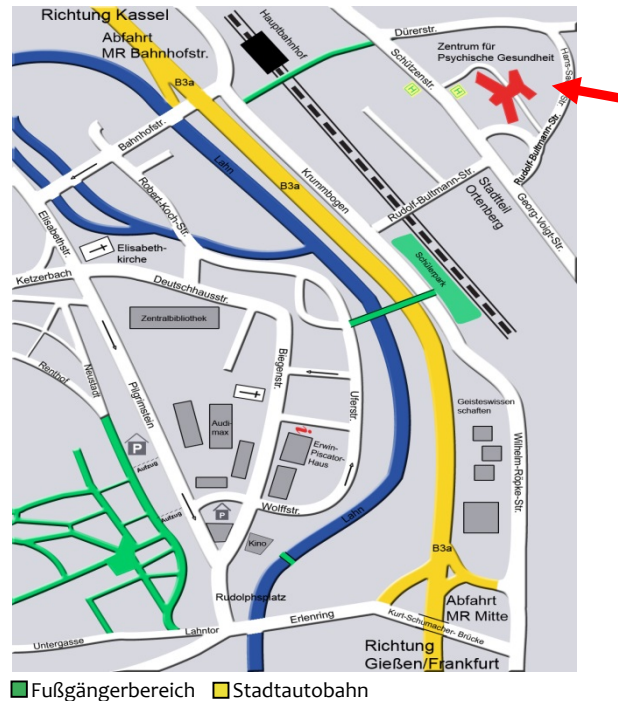 Richtung Kassel
Abfahrt
MR Bahnhofstr.
B3a
Hauptbahnhof
Dürerstr.
Schützenstr.
Zentrum für
Psychische Gesundheit
H
H
Rudolf-Bultmann-Str.
Bahnhofstr.
Lahn
B3a
Krummbogen
Robert-Koch-Str.
Rudolf-Bultmann-Str.
Stadtteil
Ortenberg
Georg-Voigt-Str.
Elisabethstr.
Elisabeth-
kirche
Schülerpark
Ketzerbach
Deutschhausstr.
Zentralbibliothek
Renthof
Neustadt
Pilgrimstein
Biegenstr.
Uferstr.
Geisteswissen
schaften
Audi-
max
Erwin-
Piscator-
Haus
Wilhelm-Röpke-Str.
P
Aufzug
Aufzug
P
Wolffstr.
Lahn
Kino
B3a
Rudolphsplatz
Abfahrt
MR Mitte
Erlenring
Kurt-Schumacher- Brücke
Untergasse
Lahntor
Richtung
Gießen/Frankfurt
Fußgängerbereich
Stadtautobahn